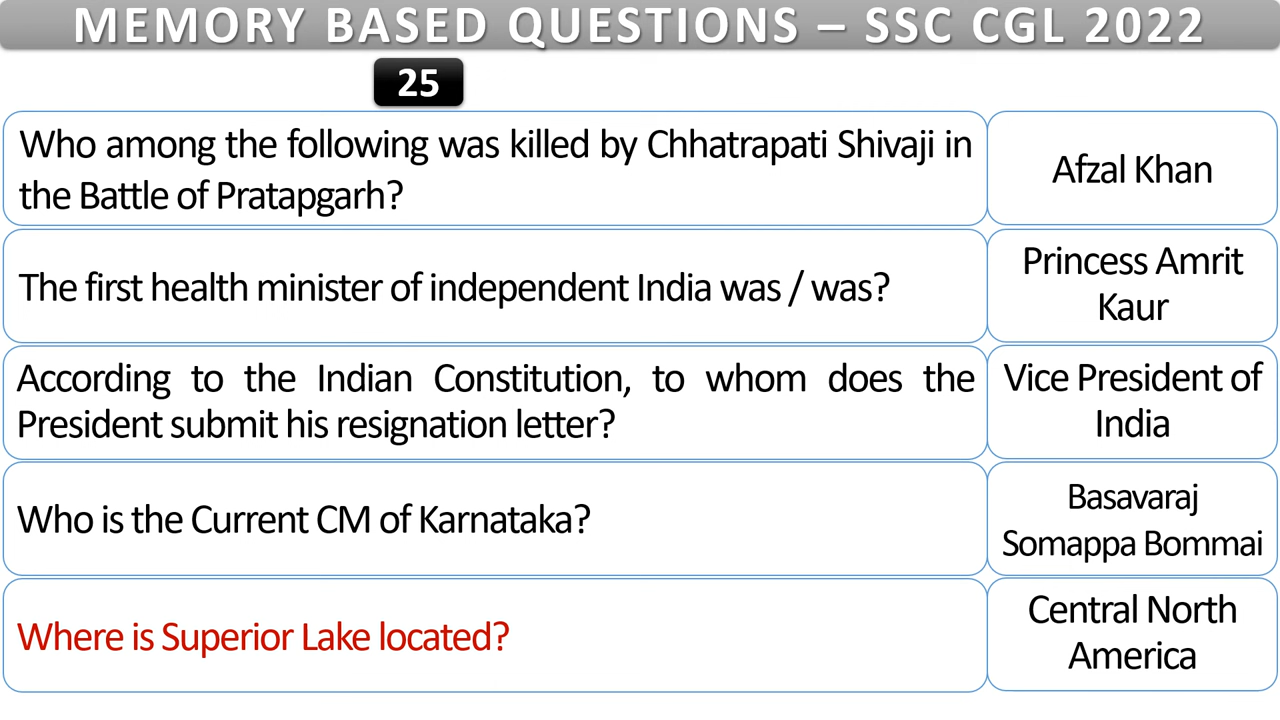 MEMORY BASED QUESTIONS – SSC CGL 2022
25
Who among the following was killed by Chhatrapati Shivaji in
the Battle of Pratapgarh?
Afzal Khan
The first health minister of independent India was / was?
Princess Amrit
Kaur
According to the Indian Constitution, to whom does the
President submit his resignation letter?
Vice President of
India
Who is the Current CM of Karnataka?
Basavaraj
Somappa Bommai
Where is Superior Lake located?
Central North
America